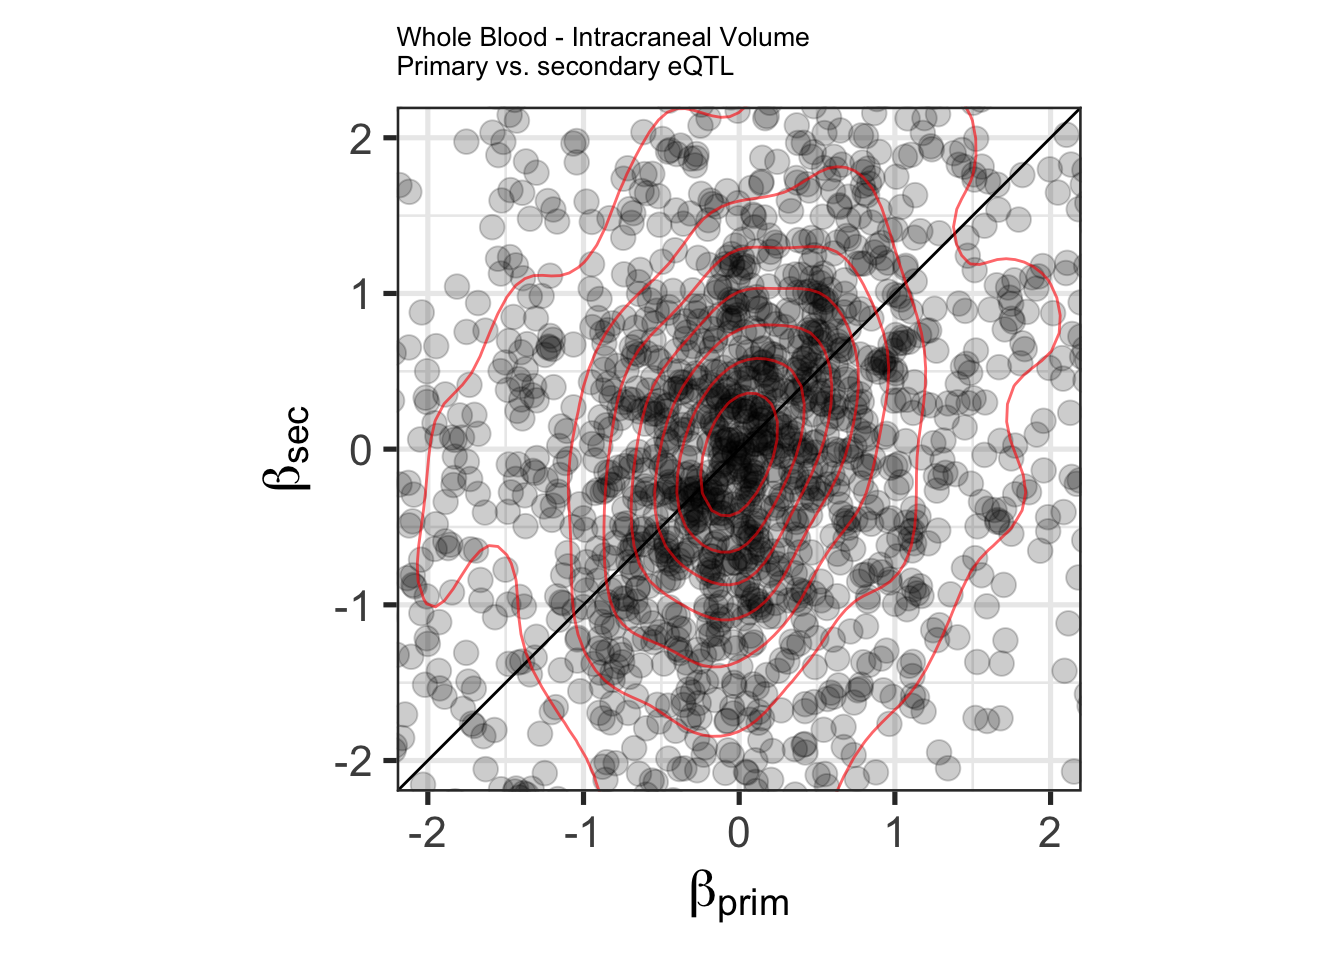 Whole Blood - Intracraneal Volume
Primary vs. secondary eQTL
2
1
0
-1
-2
βsec
-2 -1 0 1 2
βprim